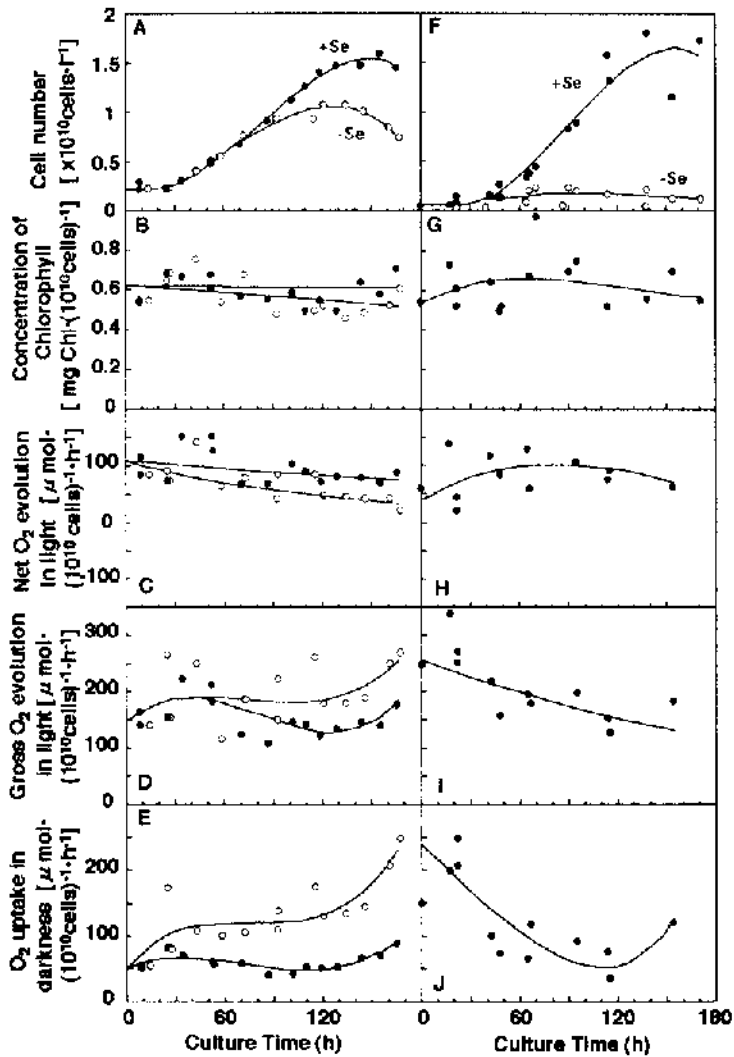 A
F
+Se
-Se
+Se
-Se
Cell number
[ x10¹⁰cells·l⁻¹]
2
1.5
1
0.5
0
B
G
Concentration of
Chlorophyll
[ mg Chl·(10¹⁰cells)⁻¹]
0.8
0.6
0.4
0.2
0
C
H
Net O₂ evolution
in light [μ mol·
(10¹⁰ cells)⁻¹·h⁻¹]
100
0
-100
D
I
Gross O₂ evolution
in light [μ mol·
(10¹⁰cells)⁻¹·h⁻¹]
300
200
100
0
E
J
O₂ uptake in
darkness [μ mol·
(10¹⁰cells)⁻¹·h⁻¹]
200
100
0
0 60 120 0 60 120 180
Culture Time (h) Culture Time (h)